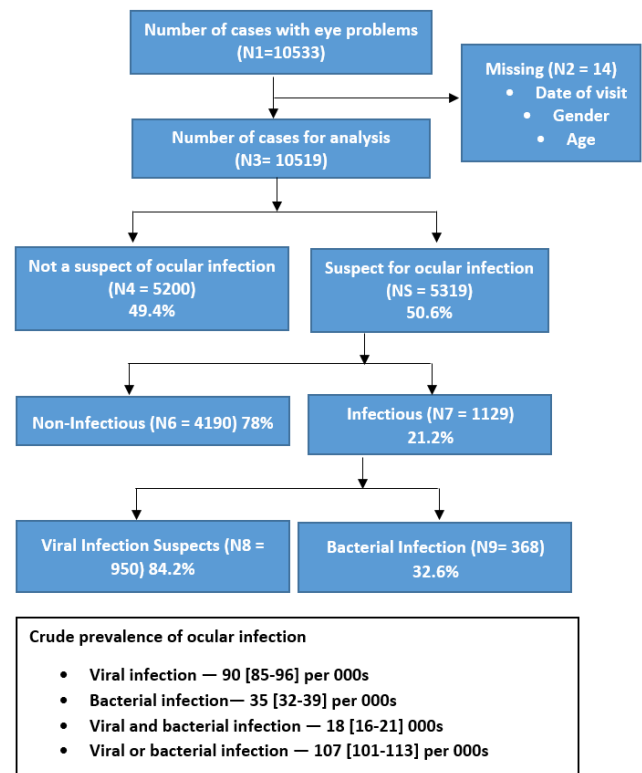 Number of cases with eye problems
(N1=10533)
Missing (N2 = 14)
• Date of visit
• Gender
• Age
Number of cases for analysis
(N3= 10519)
Not a suspect of ocular infection
(N4 = 5200)
49.4%
Suspect for ocular infection
(NS = 5319)
50.6%
Non-Infectious (N6 = 4190) 78%
Infectious (N7 = 1129)
21.2%
Viral Infection Suspects (N8 =
950) 84.2%
Bacterial Infection (N9= 368)
32.6%
Crude prevalence of ocular infection
• Viral infection — 90 [85-96] per 000s
• Bacterial infection— 35 [32-39] per 000s
• Viral and bacterial infection — 18 [16-21] 000s
• Viral or bacterial infection — 107 [101-113] per 000s